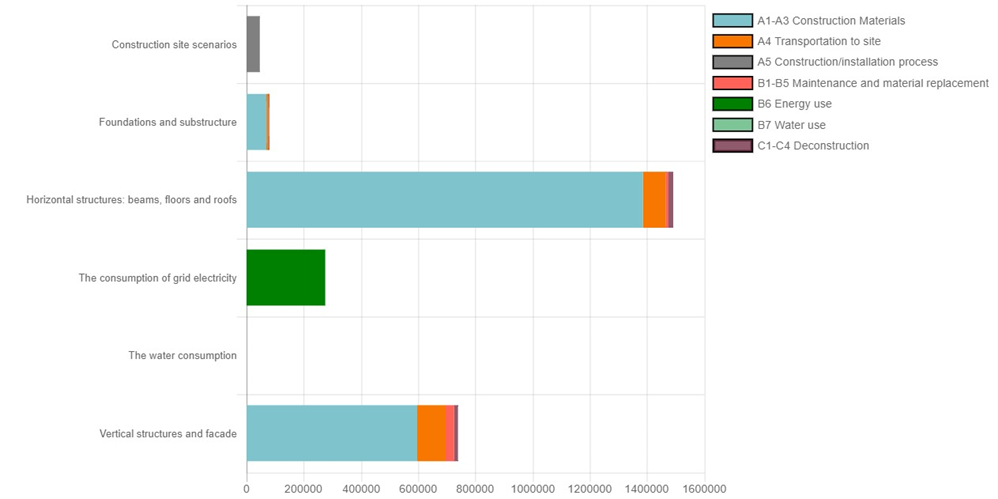 Construction site scenarios
Foundations and substructure
Horizontal structures: beams, floors and roofs
The consumption of grid electricity
The water consumption
Vertical structures and facade
0 200000 400000 600000 800000 1000000 1200000 1400000 1600000
A1-A3 Construction Materials
A4 Transportation to site
A5 Construction/installation process
B1-B5 Maintenance and material replacement
B6 Energy use
B7 Water use
C1-C4 Deconstruction